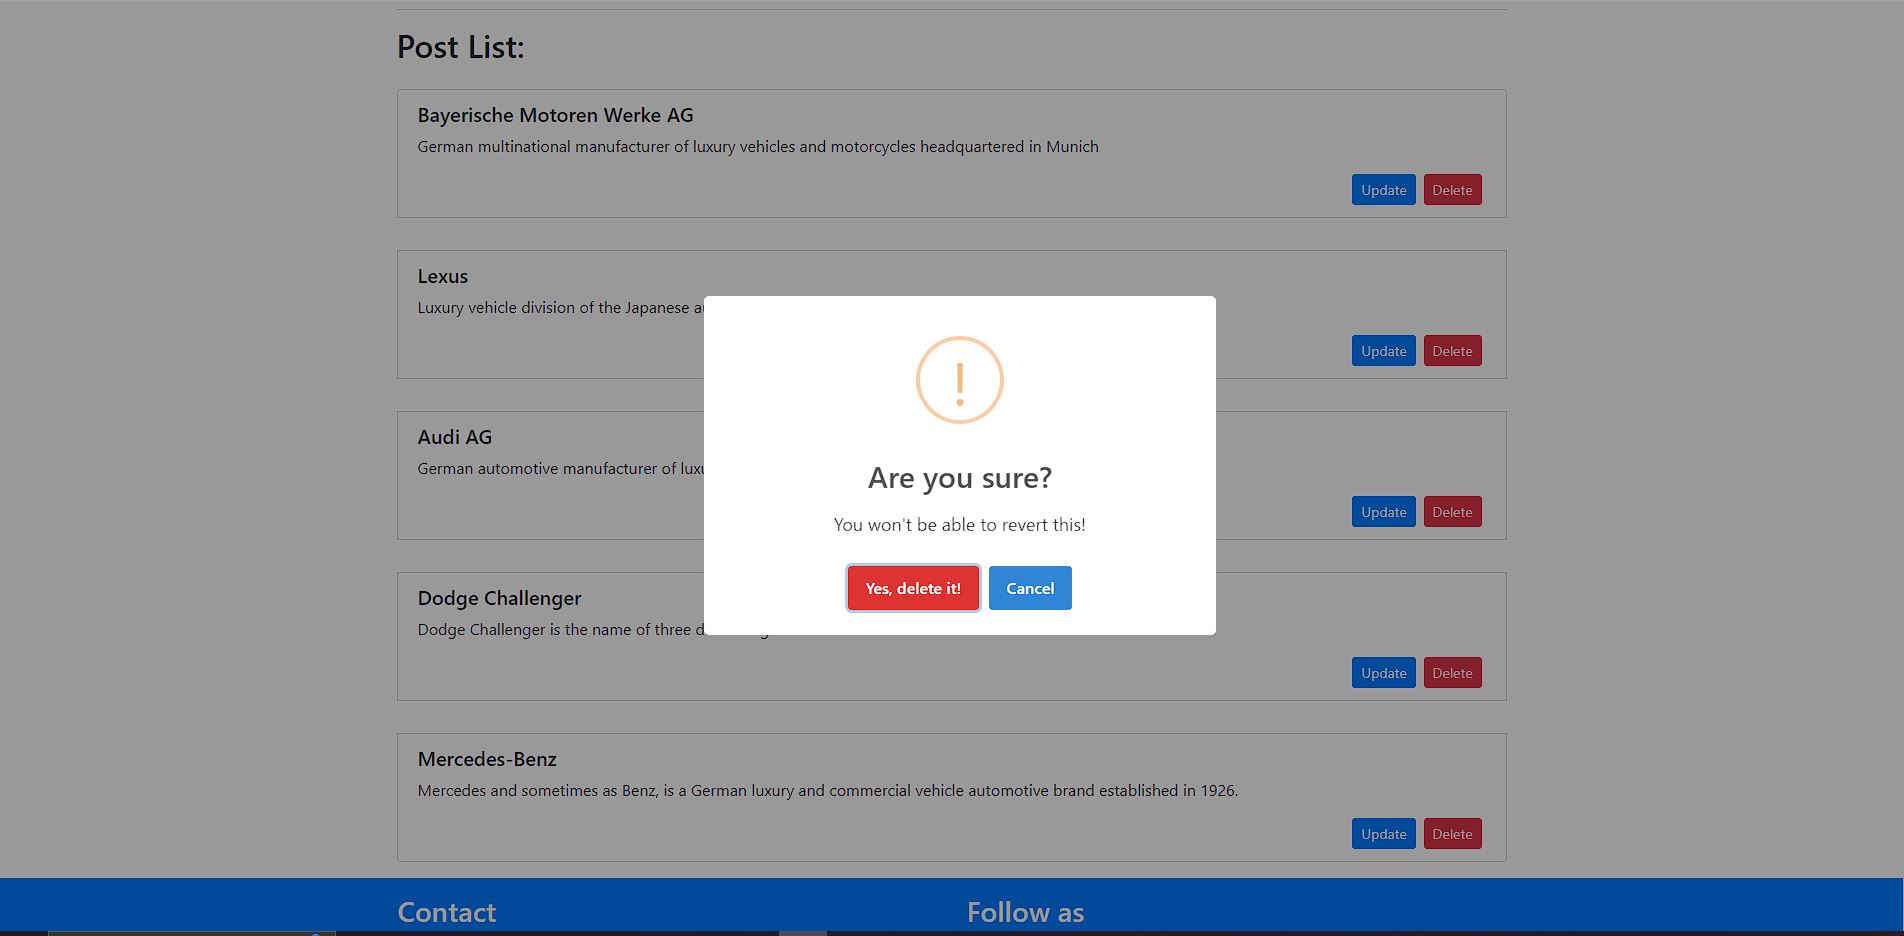 Post List:
Bayerische Motoren Werke AG
German multinational manufacturer of luxury vehicles and motorcycles headquartered in Munich
Update Delete
Lexus
Luxury vehicle division of the Japanese
Update Delete
Audi AG
German automotive manufacturer of
Update Delete
Dodge Challenger
Dodge Challenger is the name of three
Update Delete
Mercedes-Benz
Mercedes and sometimes as Benz, is a German luxury and commercial vehicle automotive brand established in 1926.
Update Delete
!
Are you sure?
You won't be able to revert this!
Yes, delete it! Cancel
Contact Follow as